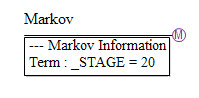 Markov
M
--- Markov Information
Term : _STAGE = 20